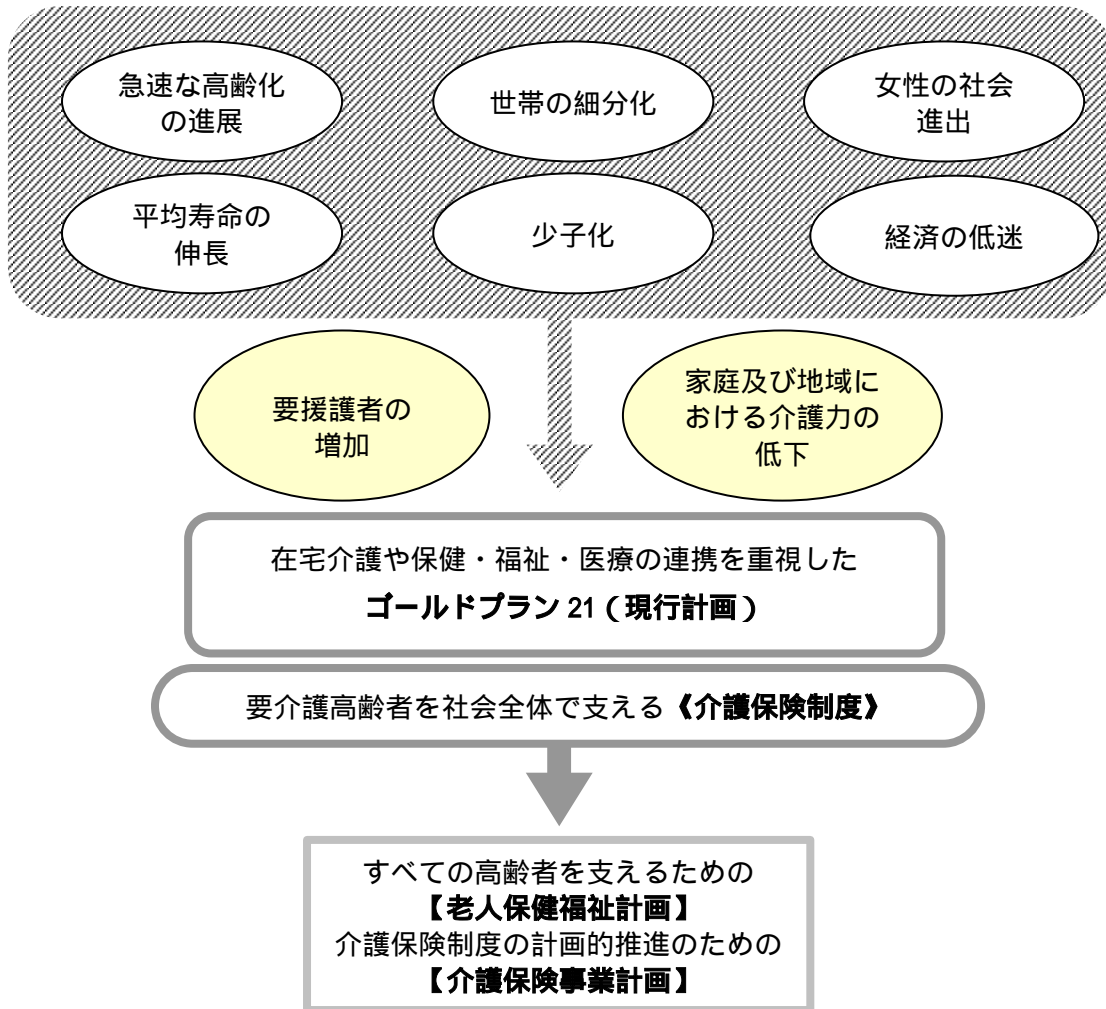 急速な高齢化
の進展
世帯の細分化
女性の社会
進出
平均寿命の
伸長
少子化
経済の低迷
要援護者の
増加
家庭及び地域に
おける介護力の
低下
在宅介護や保健・福祉・医療の連携を重視した
ゴールドプラン 21（現行計画）
要介護高齢者を社会全体で支える《介護保険制度》
すべての高齢者を支えるための
【老人保健福祉計画】
介護保険制度の計画的推進のための
【介護保険事業計画】